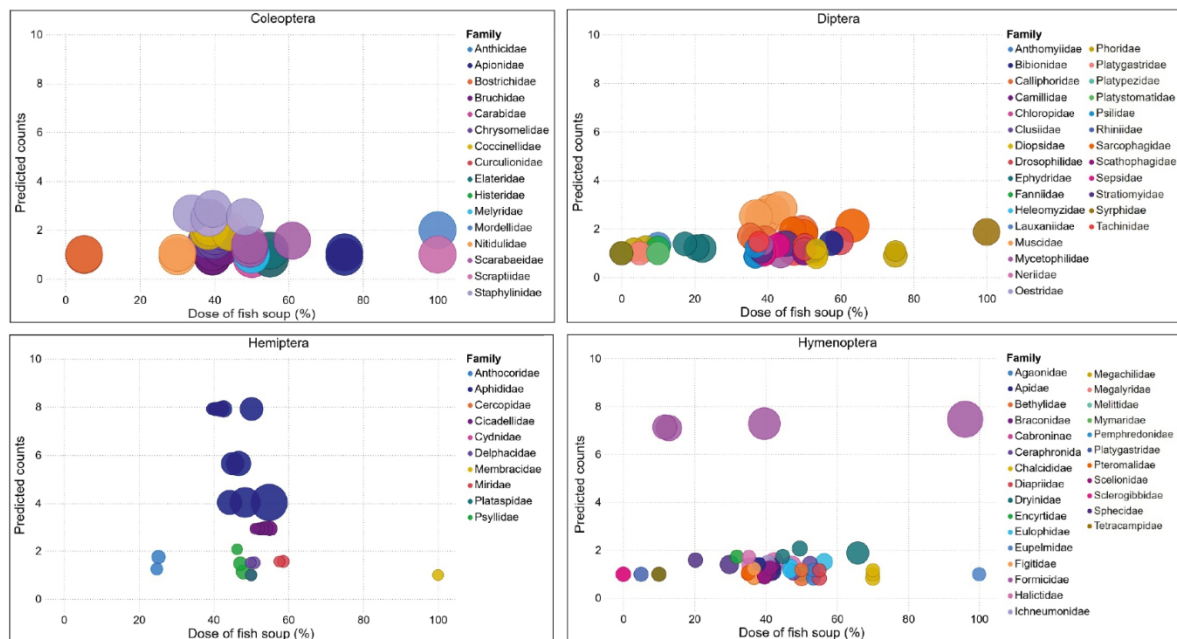 Coleoptera
10
8
6
4
2
0
Predicted counts
0
20
40
60
80
100
Dose of fish soup (%)
Family
Anthicidae
Apionidae
Bostrichidae
Bruchidae
Carabidae
Chrysomelidae
Coccinellidae
Curculionidae
Elateridae
Histeridae
Melyridae
Mordellidae
Nitidulidae
Scarabaeidae
Scraptiidae
Staphylinidae
Diptera
10
8
6
4
2
0
Predicted counts
0
20
40
60
80
100
Dose of fish soup (%)
Family
Anthomyiidae
Bibionidae
Calliphoridae
Camillidae
Chloropidae
Clusiidae
Diopsidae
Drosophilidae
Ephydridae
Fanniidae
Heleomyzidae
Lauxaniidae
Muscidae
Mycetophilidae
Neriidae
Oestridae
Phoridae
Platygastridae
Platypezidae
Platystomatidae
Psilidae
Rhiniidae
Sarcophagidae
Scathophagidae
Sepsidae
Stratiomyidae
Syrphidae
Tachinidae
Hemiptera
10
8
6
4
2
0
Predicted counts
0
20
40
60
80
100
Dose of fish soup (%)
Family
Anthocoridae
Aphididae
Cercopidae
Cicadellidae
Cydnidae
Delphacidae
Membracidae
Miridae
Plataspidae
Psyllidae
Hymenoptera
10
8
6
4
2
0
Predicted counts
0
20
40
60
80
100
Dose of fish soup (%)
Family
Agaonidae
Apidae
Bethylidae
Braconidae
Cabroninae
Ceraphronida
Chalcididae
Diapriidae
Dryinidae
Encyrtidae
Eulophidae
Eupelmidae
Figitidae
Formicidae
Halictidae
Ichneumonidae
Megachilidae
Megalyridae
Melittidae
Mymaridae
Pemphredonidae
Platygastridae
Pteromalidae
Scelionidae
Sclerogibbidae
Sphecidae
Tetracampidae